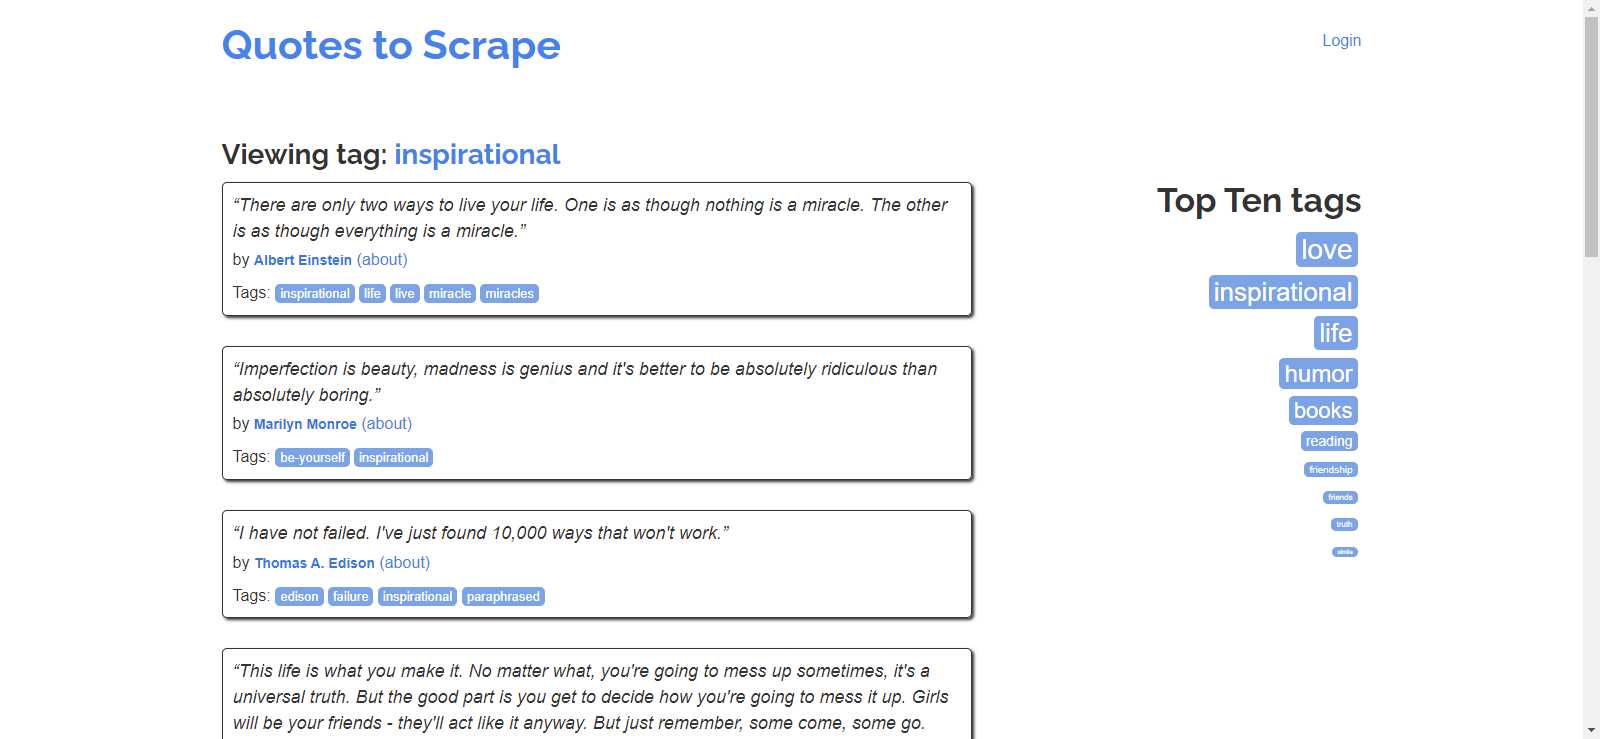 Quotes to Scrape
Login
Viewing tag: inspirational
“There are only two ways to live your life. One is as though nothing is a miracle. The other
is as though everything is a miracle.”
by Albert Einstein (about)
Tags: inspirational life live miracle miracles
“Imperfection is beauty, madness is genius and it's better to be absolutely ridiculous than
absolutely boring.”
by Marilyn Monroe (about)
Tags: be-yourself inspirational
“I have not failed. I've just found 10,000 ways that won't work.”
by Thomas A. Edison (about)
Tags: edison failure inspirational paraphrased
“This life is what you make it. No matter what, you're going to mess up sometimes, it's a
universal truth. But the good part is you get to decide how you're going to mess it up. Girls
will be your friends - they'll act like it anyway. But just remember, some come, some go.
Top Ten tags
love
inspirational
life
humor
books
reading
friendship
friends
truth
simile